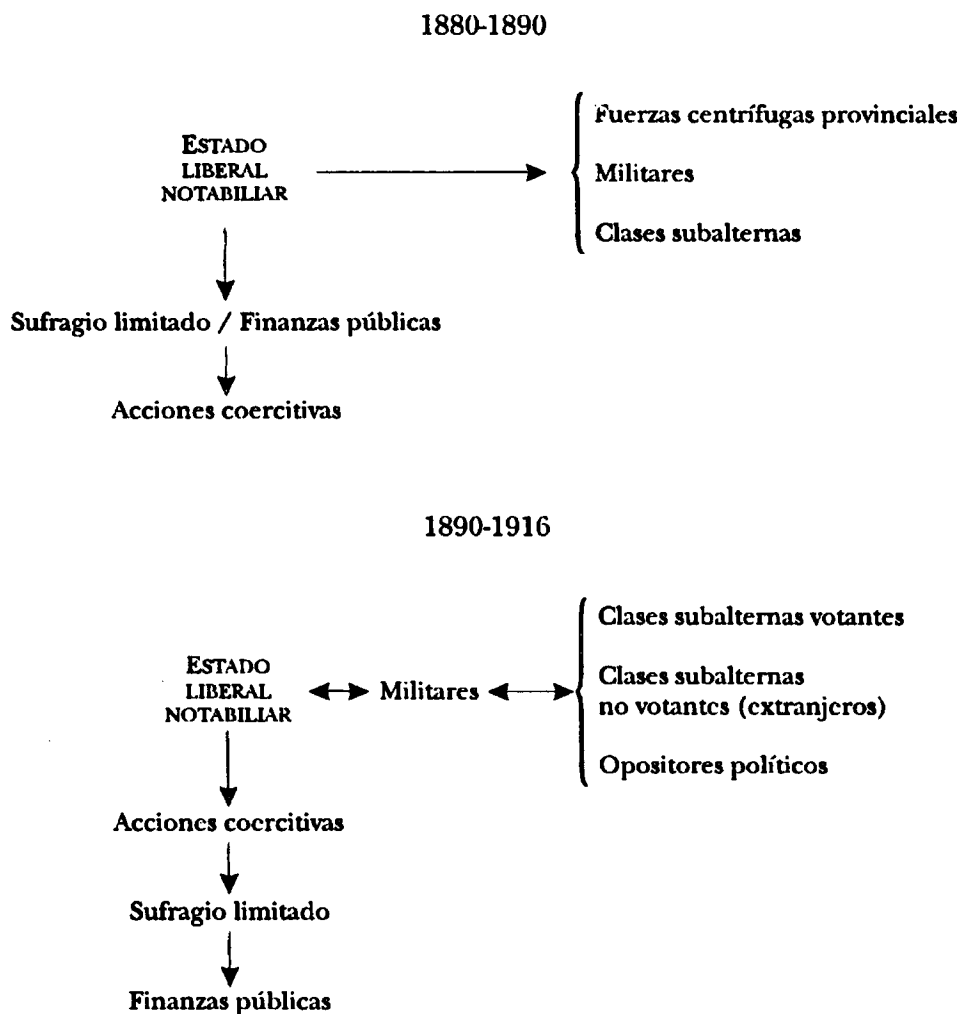 1880-1890
Fuerzas centrífugas provinciales
ESTADO
LIBERAL
NOTABILIAR
Militares
Clases subalternas
Sufragio limitado / Finanzas públicas
Acciones coercitivas
1890-1916
Clases subalternas votantes
ESTADO
LIBERAL
NOTABILIAR
Militares
Clases subalternas
no votantes (extranjeros)
Opositores políticos
Acciones coercitivas
Sufragio limitado
Finanzas públicas